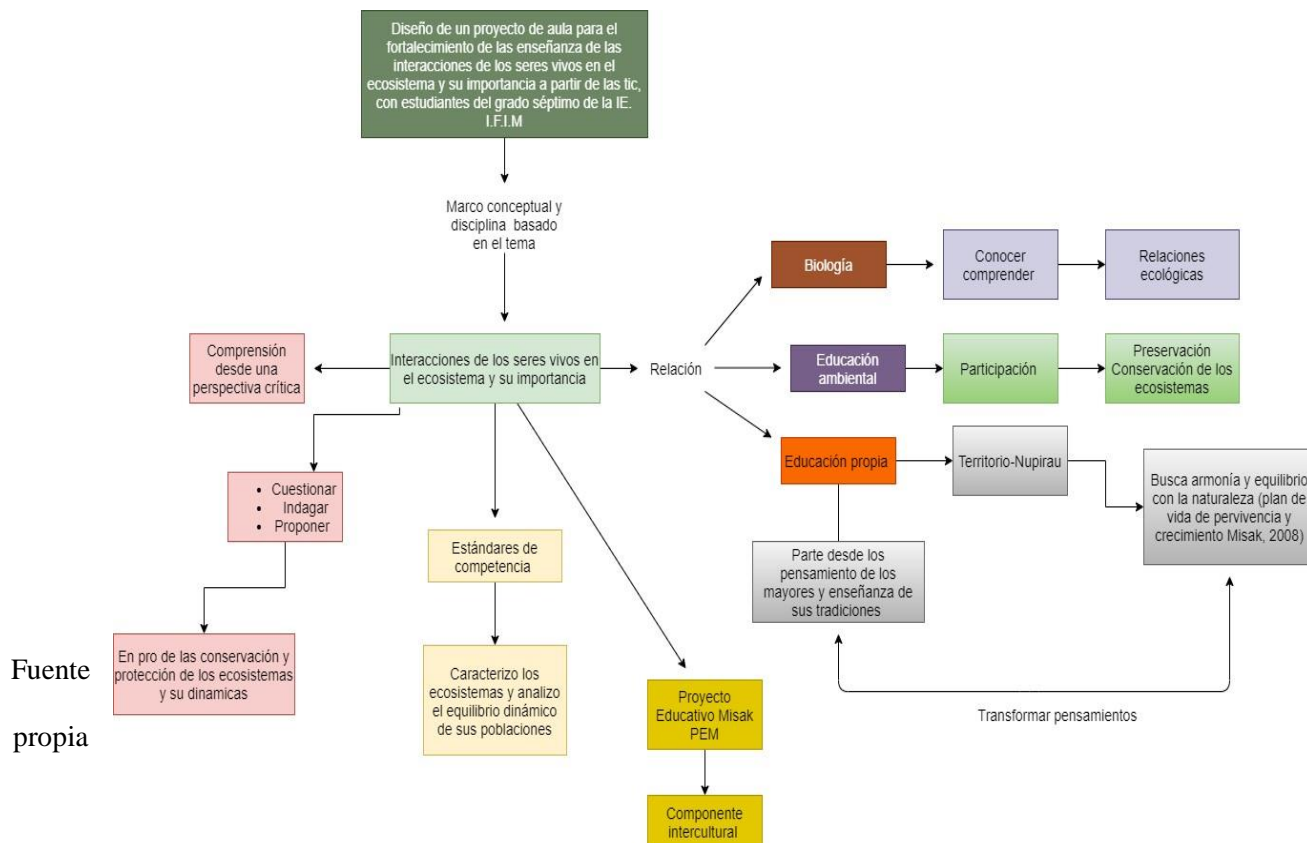 Diseño de un proyecto de aula para el
fortalecimiento de las enseñanza de las
interacciones de los seres vivos en el
ecosistema y su importancia a partir de las tic,
con estudiantes del grado séptimo de la IE.
I.F.I.M
Marco conceptual y
disciplina basado
en el tema
Comprensión
desde una
perspectiva crítica
Interacciones de los seres vivos en
el ecosistema y su importancia
Relación
Biología
Conocer
comprender
Relaciones
ecológicas
Educación
ambiental
Participación
Preservación
Conservación de los
ecosistemas
Educación propia
Territorio-Nupirau
Busca armonía y equilibrio
con la naturaleza (plan de
vida de pervivencia y
crecimiento Misak, 2008)
Parte desde los
pensamiento de los
mayores y enseñanza de
sus tradiciones
Transformar pensamientos
• Cuestionar
• Indagar
• Proponer
En pro de las conservación y
protección de los ecosistemas
y su dinamicas
Estándares de
competencia
Caracterizo los
ecosistemas y analizo
el equilibrio dinámico
de sus poblaciones
Proyecto
Educativo Misak
PEM
Componente
intercultural
Fuente
propia